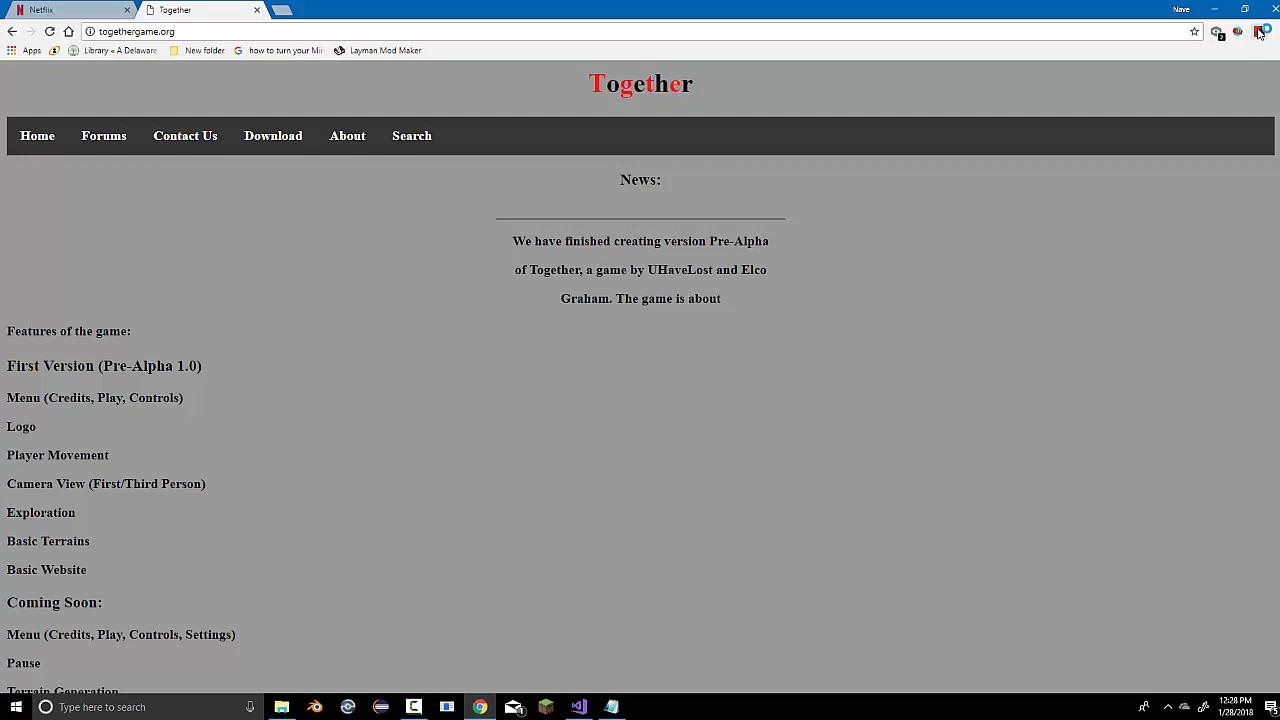 Netflix
Together
Nave
togethergame.org
2
Apps
Library « A Delaware
New folder
how to turn your Mir
Layman Mod Maker
Together
Home Forums Contact Us Download About Search
News:
We have finished creating version Pre-Alpha
of Together, a game by UHaveLost and Elco
Graham. The game is about
Features of the game:
First Version (Pre-Alpha 1.0)
Menu (Credits, Play, Controls)
Logo
Player Movement
Camera View (First/Third Person)
Exploration
Basic Terrains
Basic Website
Coming Soon:
Menu (Credits, Play, Controls, Settings)
Pause
Terrain Generation
Type here to search
12:28 PM
1/28/2018